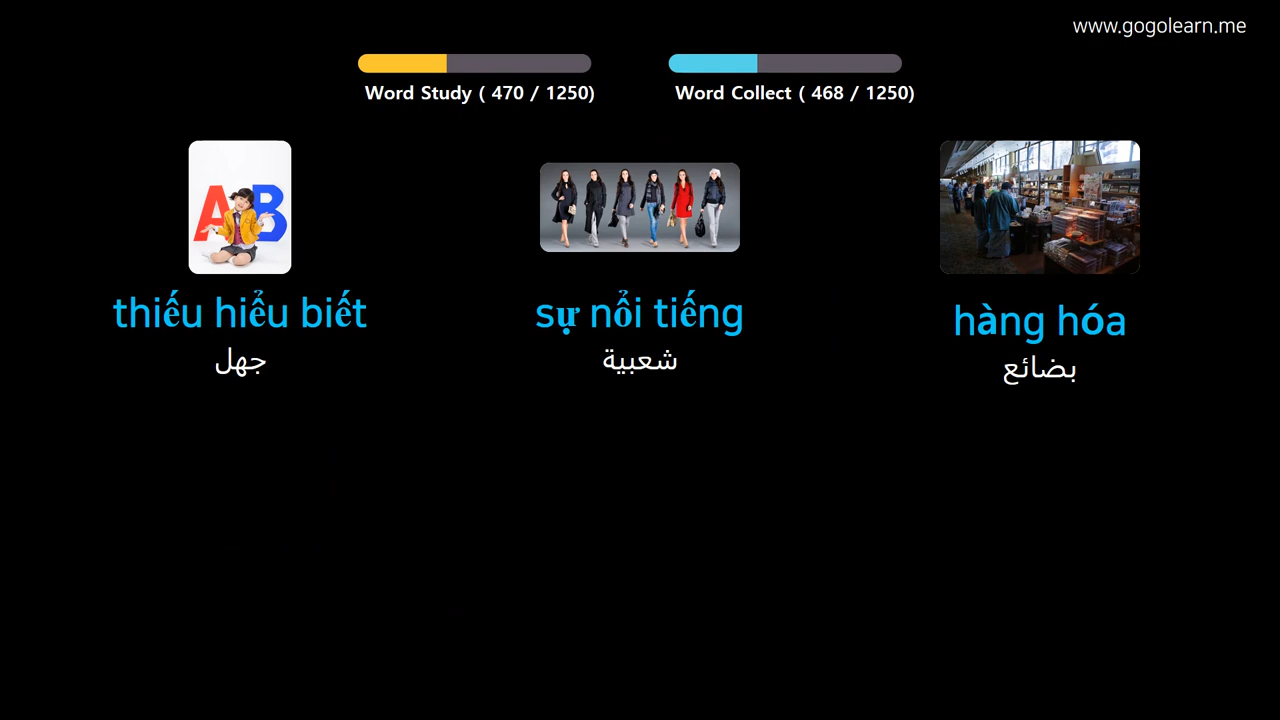 www.gogolearn.me
Word Study ( 470 / 1250)
Word Collect ( 468 / 1250)
A B
thiếu hiểu biết
جهل
sự nổi tiếng
شعبية
hàng hóa
بضائع